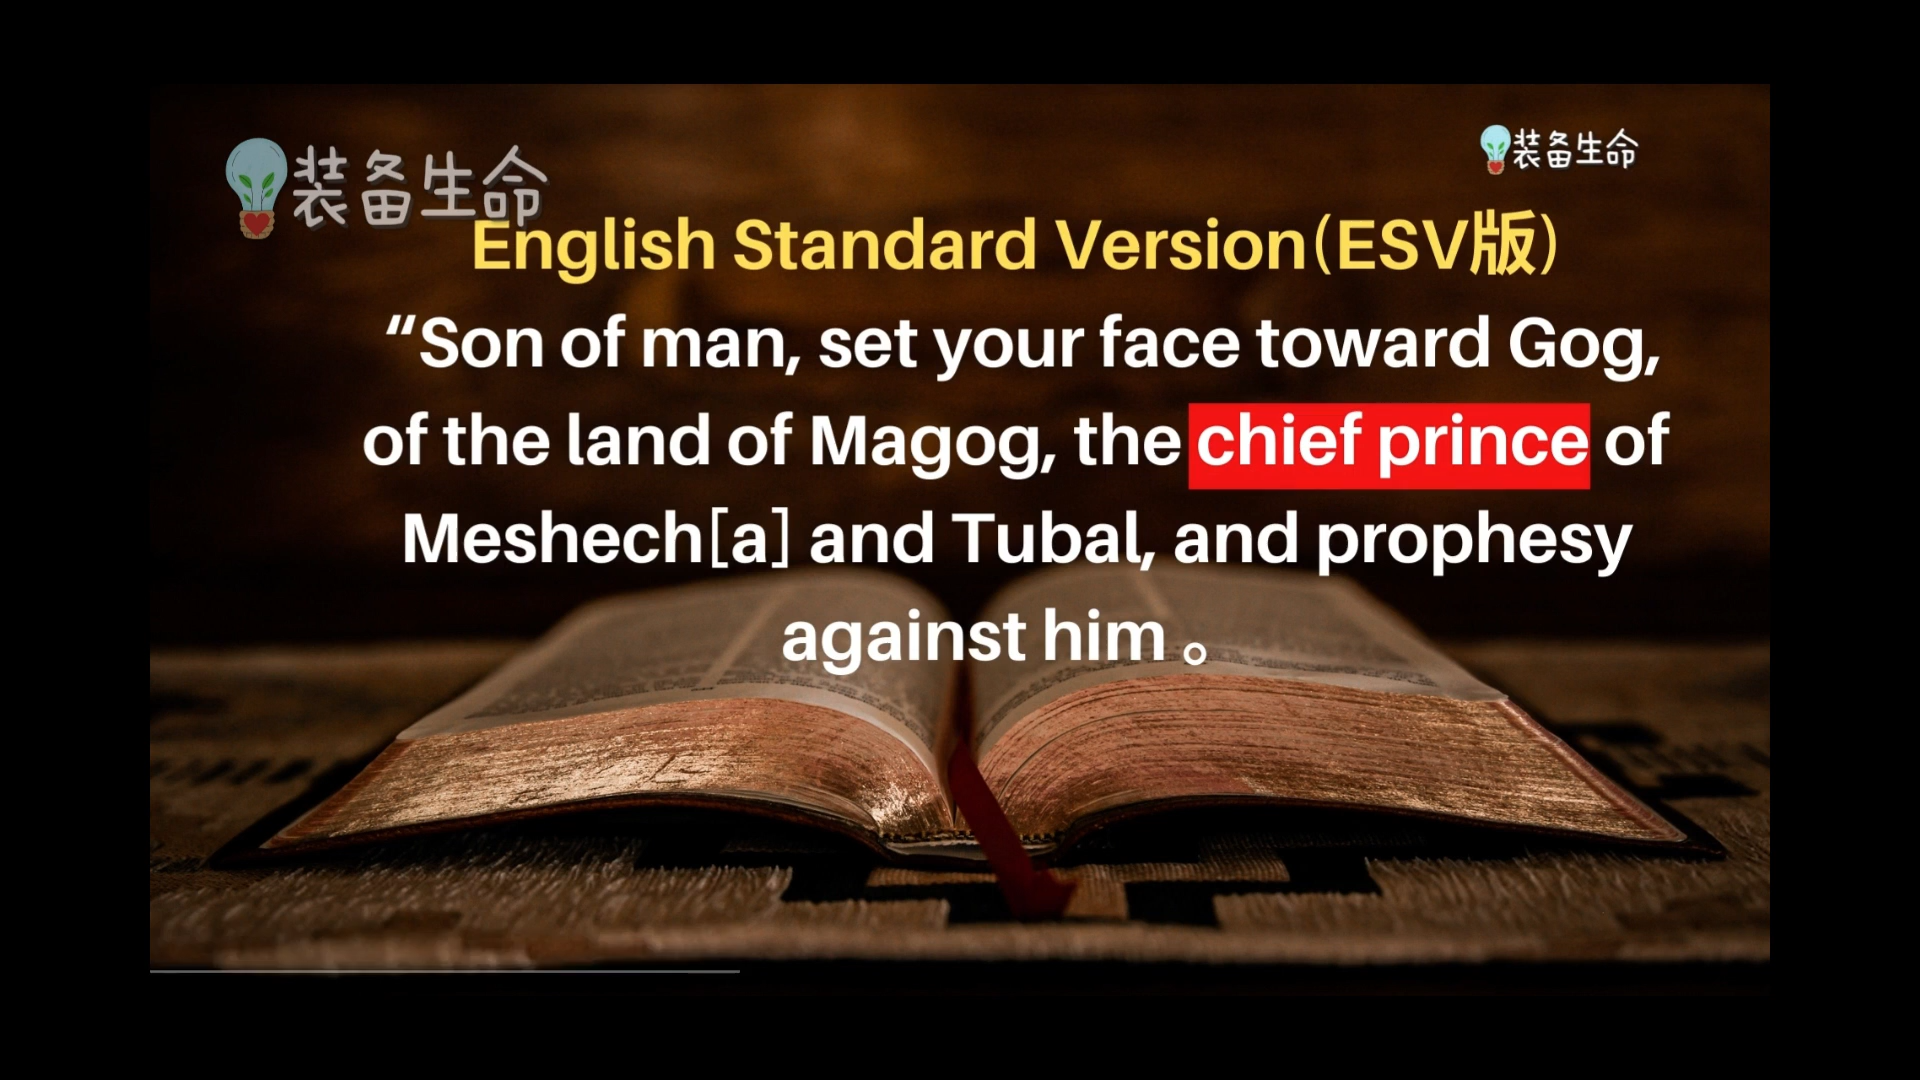 装备生命
装备生命
English Standard Version(ESV版)
“Son of man, set your face toward Gog,
of the land of Magog, the chief prince of
Meshech[a] and Tubal, and prophesy
against him 。